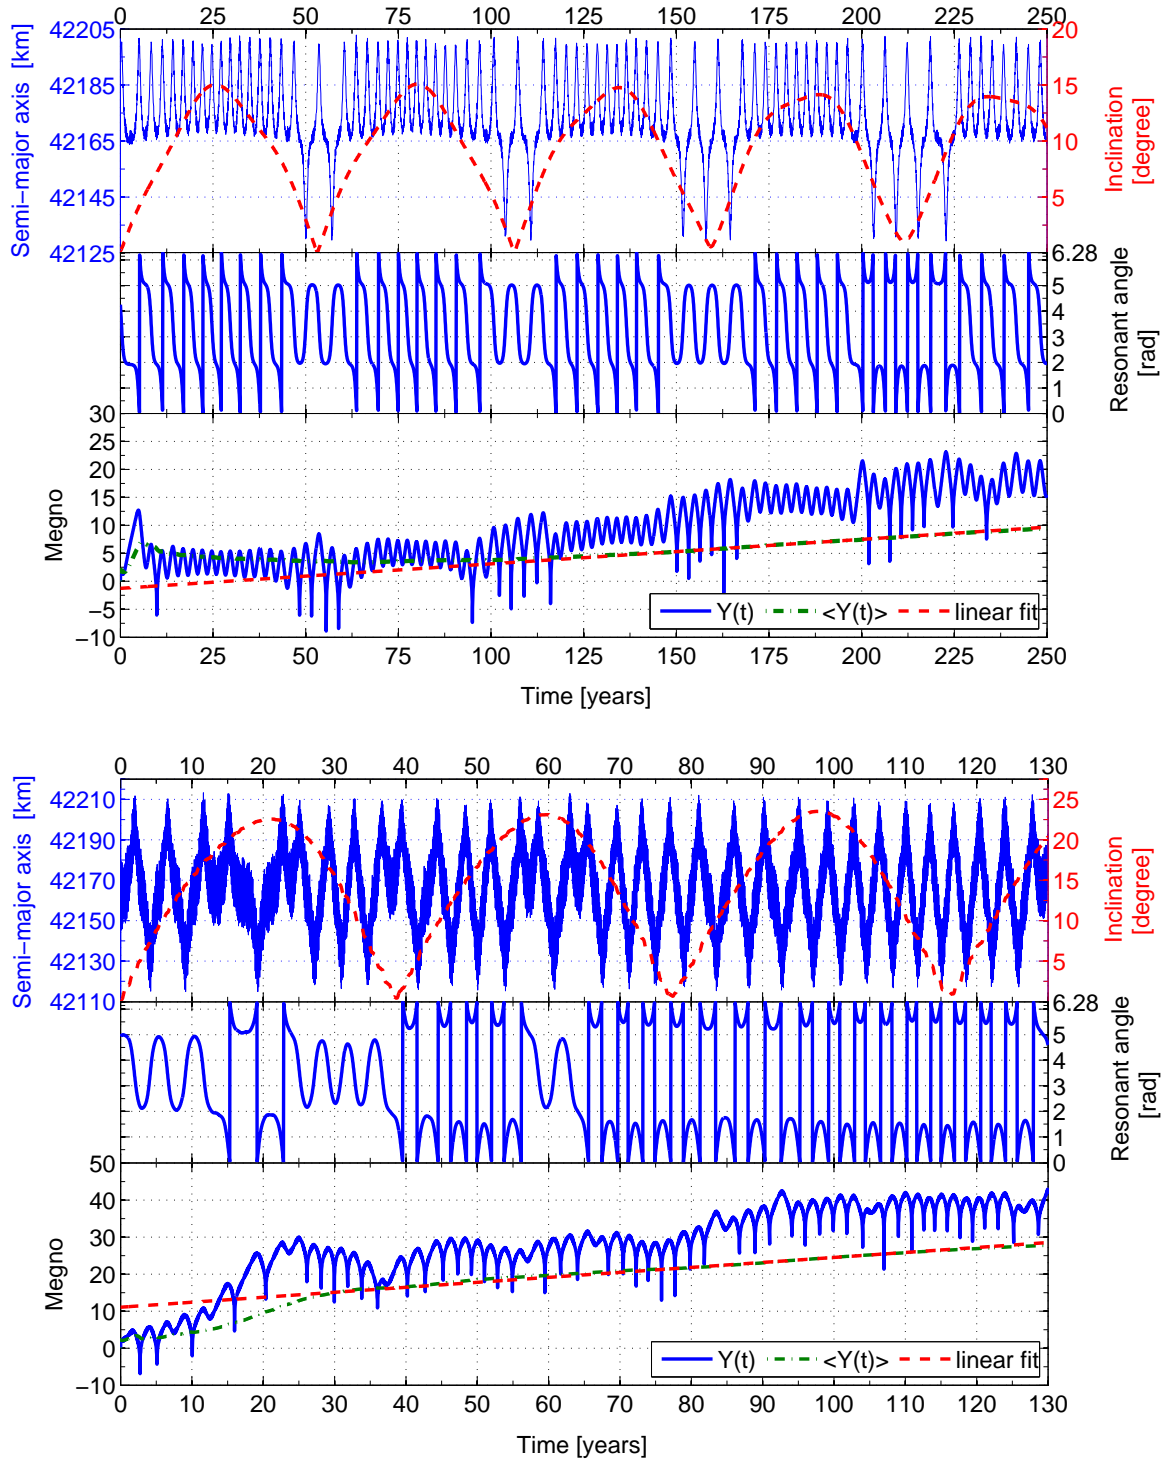 0 25 50 75 100 125 150 175 200 225 250
42205
42185
42165
42145
42125
Semi−major axis [km]
20
15
10
5
Inclination
[degree]
6.28
5
4
3
2
1
0
Resonant angle
[rad]
30
25
20
15
10
5
0
−5
−10
Megno
Y(t) <Y(t)> linear fit
0 25 50 75 100 125 150 175 200 225 250
Time [years]
0 10 20 30 40 50 60 70 80 90 100 110 120 130
42210
42190
42170
42150
42130
42110
Semi−major axis [km]
25
20
15
10
5
Inclination
[degree]
6.28
5
4
3
2
1
0
Resonant angle
[rad]
50
40
30
20
10
0
−10
Megno
Y(t) <Y(t)> linear fit
0 10 20 30 40 50 60 70 80 90 100 110 120 130
Time [years]